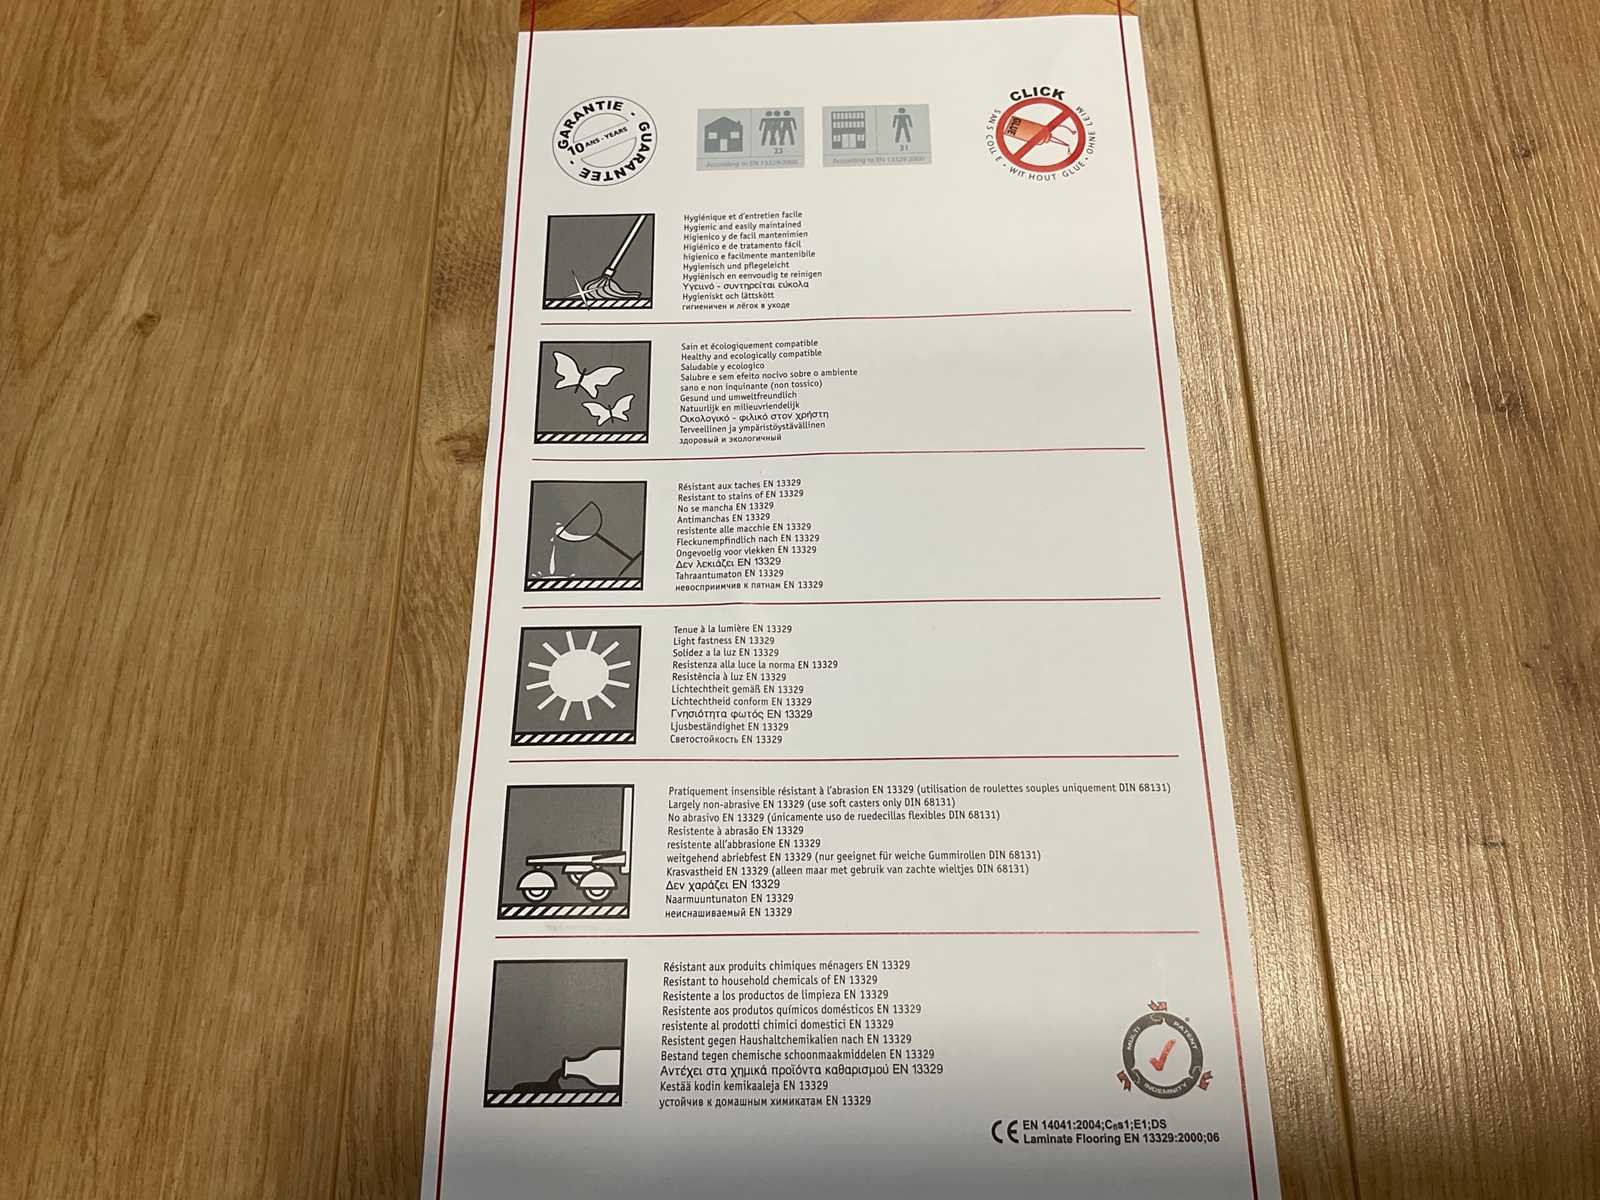 GARANTIE
10 ANS - YEARS
GUARANTEE
23
According to EN 13329:2000
31
According to EN 13329:2000
CLICK
GLUE
SANS COLLE • WITHOUT GLUE • OHNE LEIM
Hygiénique et d'entretien facile
Hygienic and easily maintained
Higienico y de facil mantenimien
Higiénico e de tratamento fácil
higienico e facilmente mantenibile
Hygienisch und pflegeleicht
Hygiënisch en eenvoudig te reinigen
Υγεινό - συντηρείται εύκολα
Hygieniskt och lättskött
гигиеничен и лёгок в уходе
Sain et écologiquement compatible
Healthy and ecologically compatible
Saludable y ecologico
Salubre e sem efeito nocivo sobre o ambiente
sano e non inquinante (non tossico)
Gesund und umweltfreundlich
Natuurlijk en milieuvriendelijk
Οικολογικό - φιλικό στον χρήστη
Terveellinen ja ympäristöystävällinen
здоровый и экологичный
Résistant aux taches EN 13329
Resistant to stains of EN 13329
No se mancha EN 13329
Antimanchas EN 13329
resistente alle macchie EN 13329
Fleckunempfindlich nach EN 13329
Ongevoelig voor vlekken EN 13329
Δεν λεκιάζει EN 13329
Tahraantumaton EN 13329
невосприимчив к пятнам EN 13329
Tenue à la lumière EN 13329
Light fastness EN 13329
Solidez a la luz EN 13329
Resistenza alla luce la norma EN 13329
Resistência à luz EN 13329
Lichtechtheit gemäß EN 13329
Lichtechtheid conform EN 13329
Γνησιότητα φωτός EN 13329
Ljusbeständighet EN 13329
Светостойкость EN 13329
Pratiquement insensible résistant à l'abrasion EN 13329 (utilisation de roulettes souples uniquement DIN 68131)
Largely non-abrasive EN 13329 (use soft casters only DIN 68131)
No abrasivo EN 13329 (únicamente uso de ruedecillas flexibles DIN 68131)
Resistente à abrasão EN 13329
resistente all'abbrasione EN 13329
weitgehend abriebfest EN 13329 (nur geeignet für weiche Gummirollen DIN 68131)
Krasvastheid EN 13329 (alleen maar met gebruik van zachte wieltjes DIN 68131)
Δεν χαράζει EN 13329
Naarmuuntunaton EN 13329
неиснашиваемый EN 13329
Résistant aux produits chimiques ménagers EN 13329
Resistant to household chemicals of EN 13329
Resistente a los productos de limpieza EN 13329
Resistente aos produtos químicos domésticos EN 13329
resistente al prodotti chimici domestici EN 13329
Resistent gegen Haushaltchemikalien nach EN 13329
Bestand tegen chemische schoonmaakmiddelen EN 13329
Αντέχει στα χημικά προϊόντα καθαρισμού EN 13329
Kestää kodin kemikaaleja EN 13329
устойчив к домашным химикатам EN 13329
MULTI PATENT INDEMNITY
CE EN 14041:2004;Cfls1;E1;DS
Laminate Flooring EN 13329:2000;06